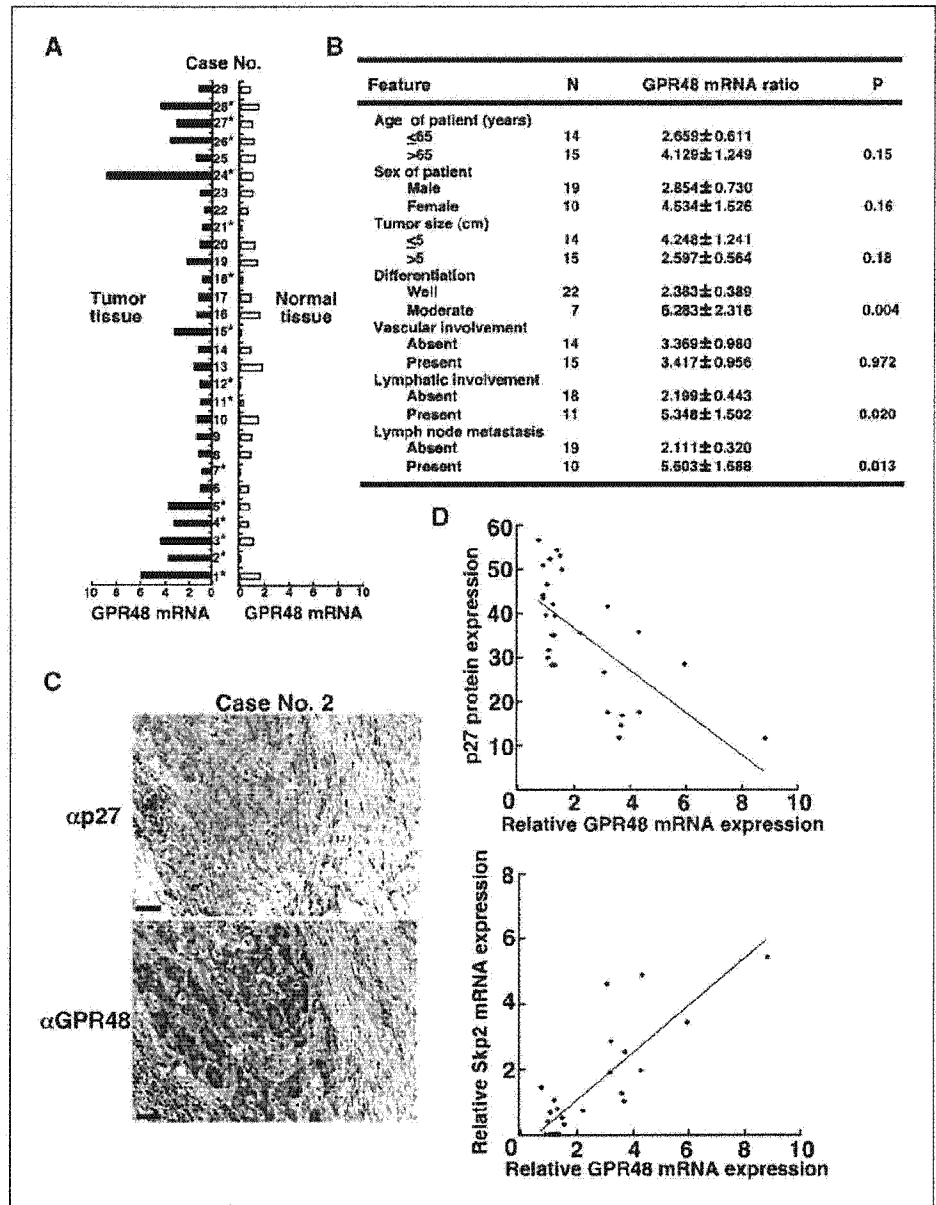 A
Case No.
29
28*
27*
26*
25
24*
23
22
21*
20
19
18*
17
16
15*
14
13
12*
11*
10
9
8
7*
6
5*
4*
3*
2*
1*
Tumor tissue
Normal tissue
10 8 6 4 2 0
0 2 4 6 8 10
GPR48 mRNA
GPR48 mRNA
B
Feature N GPR48 mRNA ratio P
Age of patient (years)
≤65 14 2.659±0.611
>65 15 4.129±1.249 0.15
Sex of patient
Male 19 2.854±0.730
Female 10 4.534±1.526 0.16
Tumor size (cm)
≤5 14 4.248±1.241
>5 15 2.597±0.564 0.18
Differentiation
Well 22 2.383±0.389
Moderate 7 6.283±2.316 0.004
Vascular involvement
Absent 14 3.369±0.980
Present 15 3.417±0.956 0.972
Lymphatic involvement
Absent 18 2.199±0.443
Present 11 5.348±1.502 0.020
Lymph node metastasis
Absent 19 2.111±0.320
Present 10 5.603±1.688 0.013
C
Case No. 2
αp27
αGPR48
D
60
50
40
30
20
10
0 2 4 6 8 10
p27 protein expression
Relative GPR48 mRNA expression
8
6
4
2
0 2 4 6 8 10
Relative Skp2 mRNA expression
Relative GPR48 mRNA expression